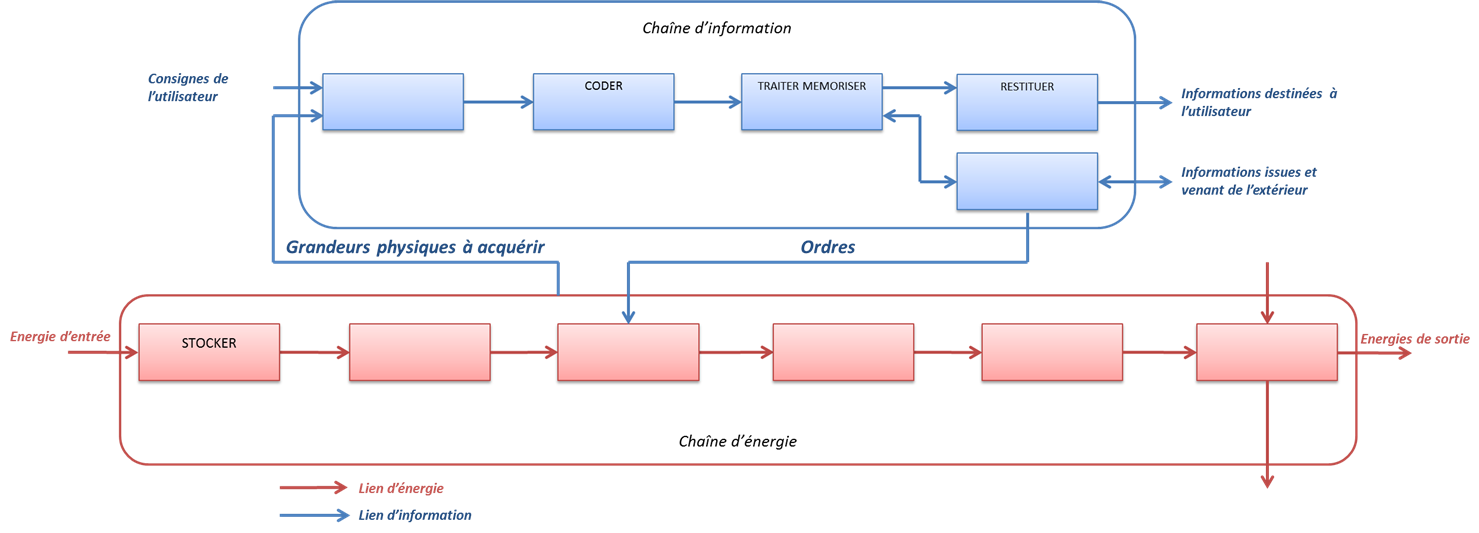 Chaîne d’information
Consignes de
l’utilisateur
CODER
TRAITER MEMORISER
RESTITUER
Informations destinées à
l’utilisateur
Informations issues et
venant de l’extérieur
Grandeurs physiques à acquérir
Ordres
Energie d’entrée
STOCKER
Energies de sortie
Chaîne d’énergie
Lien d’énergie
Lien d’information